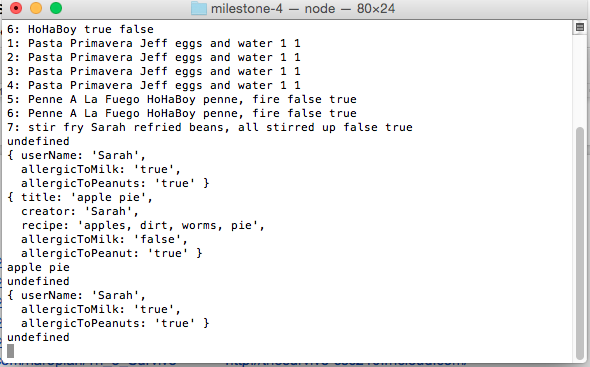 milestone-4 — node — 80×24
6: HoHaBoy true false
1: Pasta Primavera Jeff eggs and water 1 1
2: Pasta Primavera Jeff eggs and water 1 1
3: Pasta Primavera Jeff eggs and water 1 1
4: Pasta Primavera Jeff eggs and water 1 1
5: Penne A La Fuego HoHaBoy penne, fire false true
6: Penne A La Fuego HoHaBoy penne, fire false true
7: stir fry Sarah refried beans, all stirred up false true
undefined
{ userName: 'Sarah',
  allergicToMilk: 'true',
  allergicToPeanuts: 'true' }
{ title: 'apple pie',
  creator: 'Sarah',
  recipe: 'apples, dirt, worms, pie',
  allergicToMilk: 'false',
  allergicToPeanut: 'true' }
apple pie
undefined
{ userName: 'Sarah',
  allergicToMilk: 'true',
  allergicToPeanuts: 'true' }
undefined